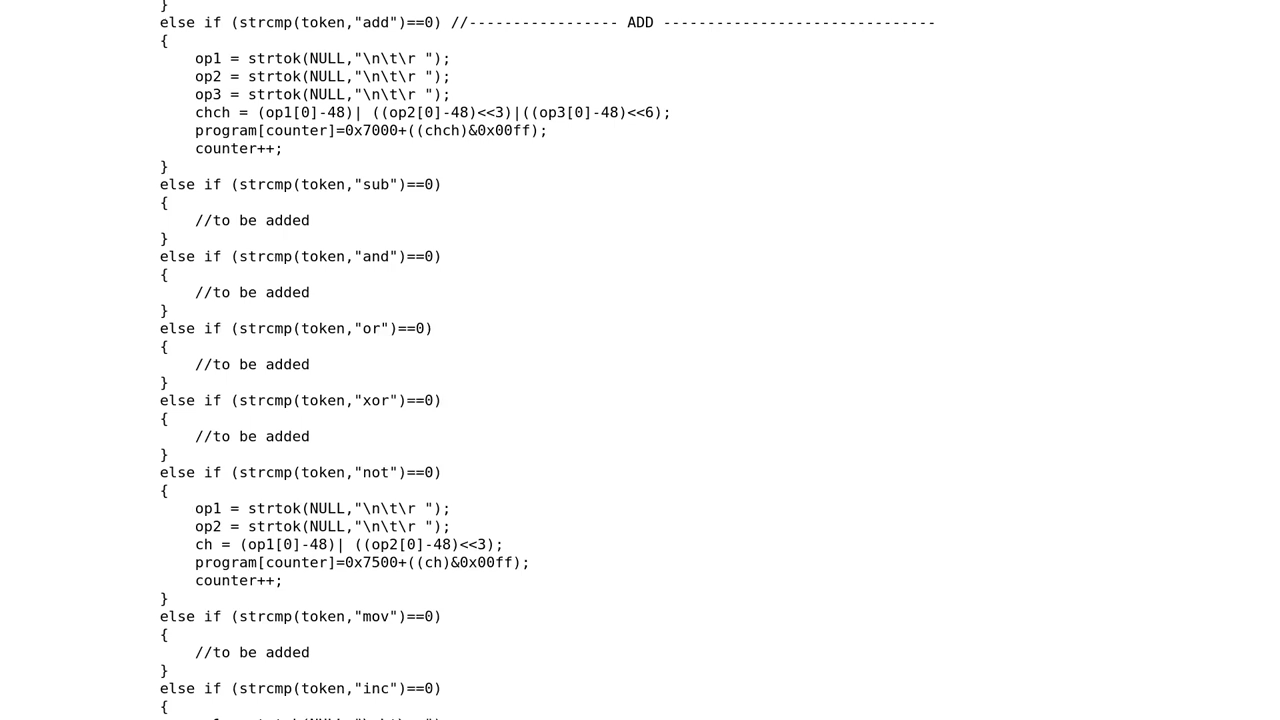 }
else if (strcmp(token,"add")==0) //----------------- ADD -------------------------------
{
op1 = strtok(NULL,"\n\t\r ");
op2 = strtok(NULL,"\n\t\r ");
op3 = strtok(NULL,"\n\t\r ");
chch = (op1[0]-48)| ((op2[0]-48)<<3)|((op3[0]-48)<<6);
program[counter]=0x7000+((chch)&0x00ff);
counter++;
}
else if (strcmp(token,"sub")==0)
{
//to be added
}
else if (strcmp(token,"and")==0)
{
//to be added
}
else if (strcmp(token,"or")==0)
{
//to be added
}
else if (strcmp(token,"xor")==0)
{
//to be added
}
else if (strcmp(token,"not")==0)
{
op1 = strtok(NULL,"\n\t\r ");
op2 = strtok(NULL,"\n\t\r ");
ch = (op1[0]-48)| ((op2[0]-48)<<3);
program[counter]=0x7500+((ch)&0x00ff);
counter++;
}
else if (strcmp(token,"mov")==0)
{
//to be added
}
else if (strcmp(token,"inc")==0)
{